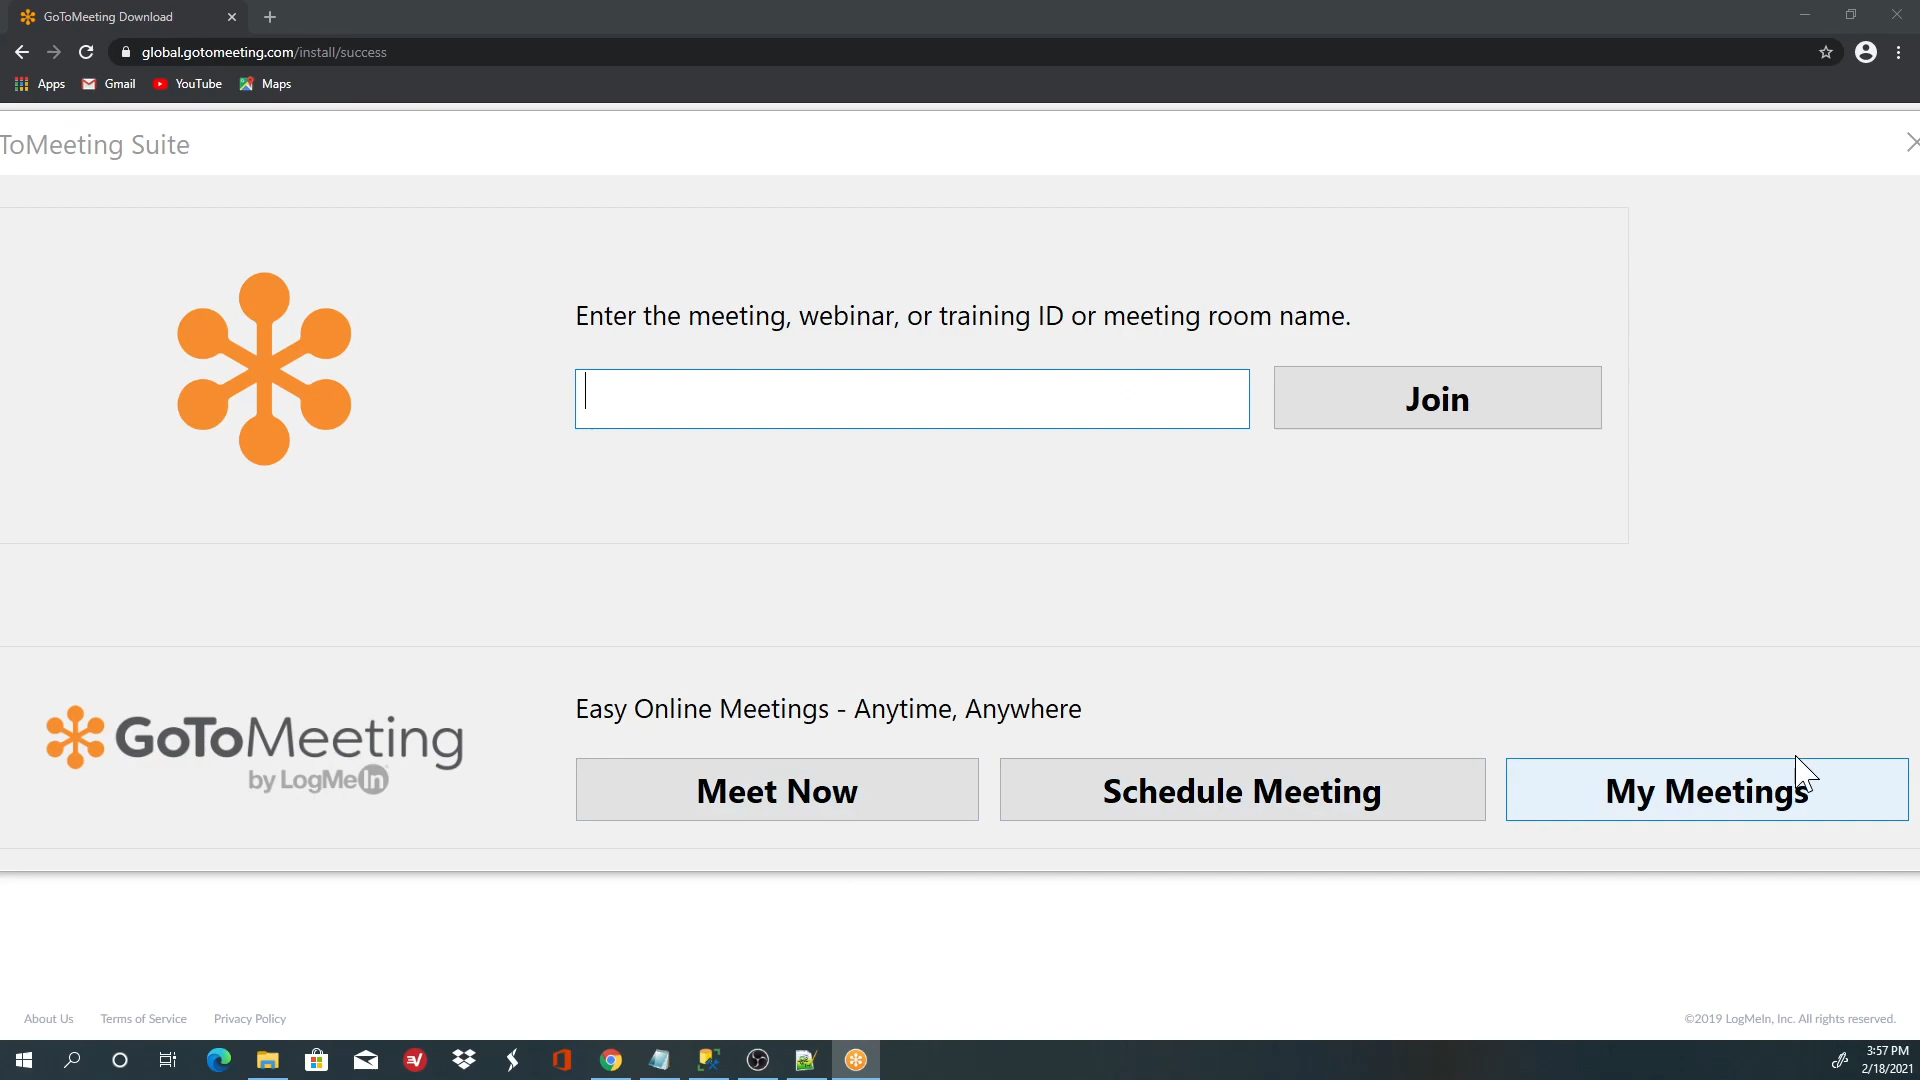 GoToMeeting Download
global.gotomeeting.com/install/success
Apps Gmail YouTube Maps
ToMeeting Suite
Enter the meeting, webinar, or training ID or meeting room name.
Join
GoToMeeting
by LogMeIn
Easy Online Meetings - Anytime, Anywhere
Meet Now Schedule Meeting My Meetings
About Us Terms of Service Privacy Policy ©2019 LogMeIn, Inc. All rights reserved.
3:57 PM
2/18/2021